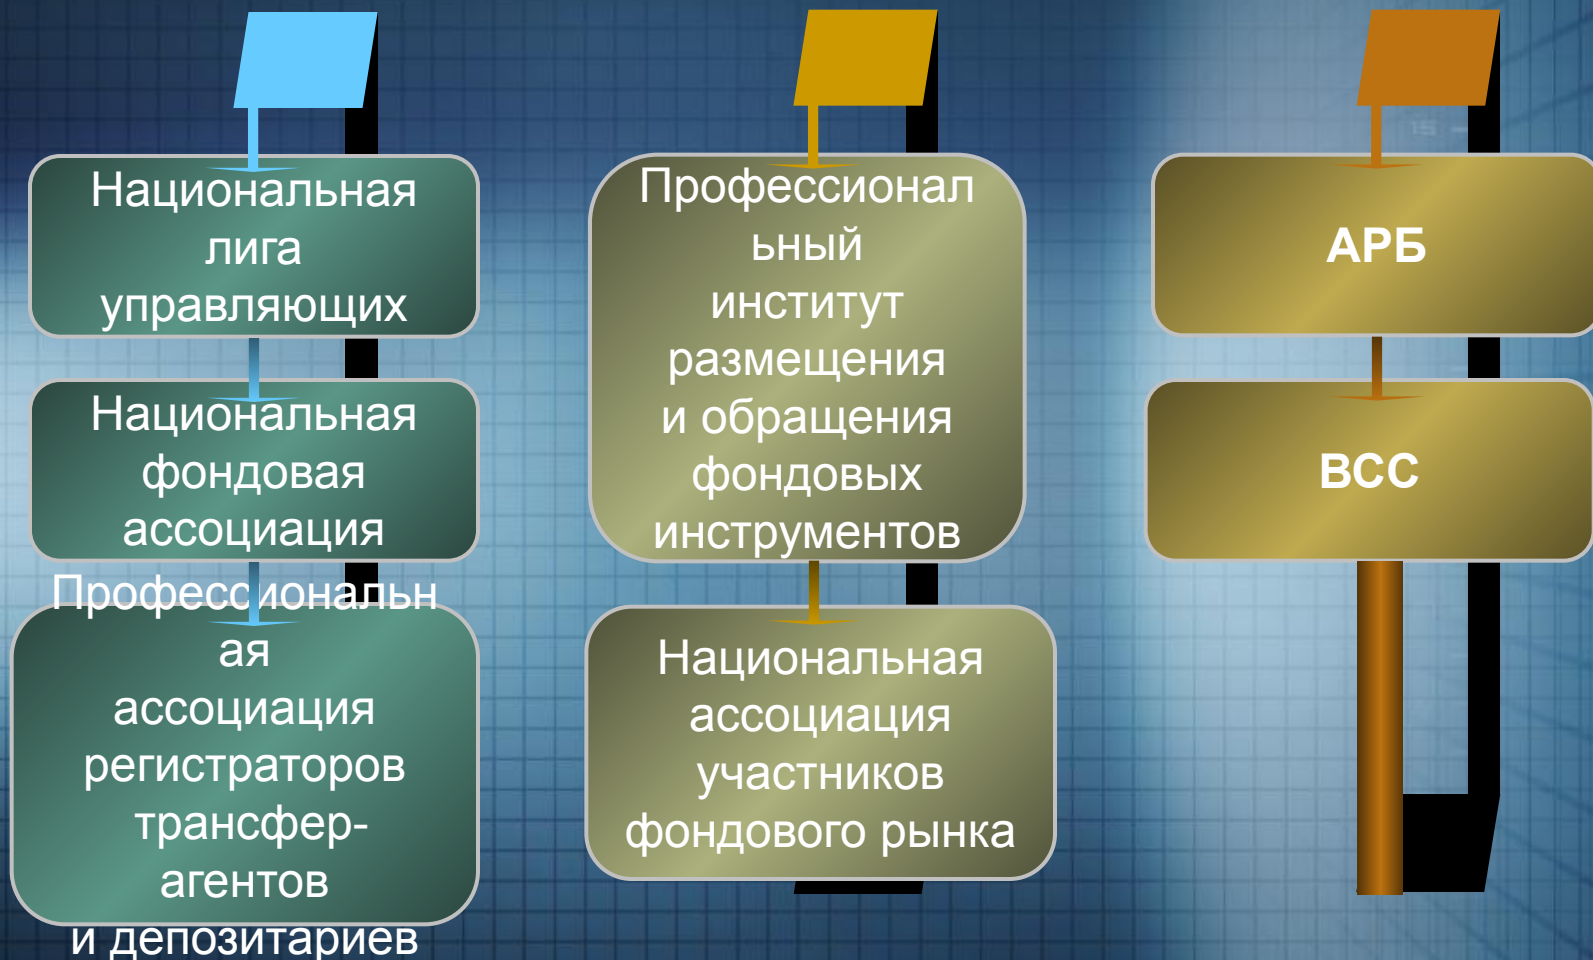 Национальная
лига
управляющих
Национальная
фондовая
ассоциация
Профессиональн
ая
ассоциация
регистраторов
трансфер-
агентов
и депозитариев
Профессионал
ьный
институт
размещения
и обращения
фондовых
инструментов
Национальная
ассоциация
участников
фондового рынка
АРБ
ВСС